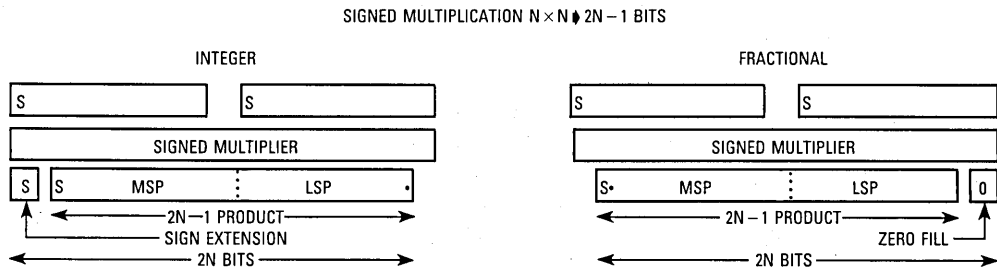 SIGNED MULTIPLICATION N × N ➧ 2N – 1 BITS
INTEGER
S
S
SIGNED MULTIPLIER
S
S
MSP
LSP
2N–1 PRODUCT
SIGN EXTENSION
2N BITS
FRACTIONAL
S
S
SIGNED MULTIPLIER
S•
MSP
LSP
0
2N – 1 PRODUCT
ZERO FILL
2N BITS